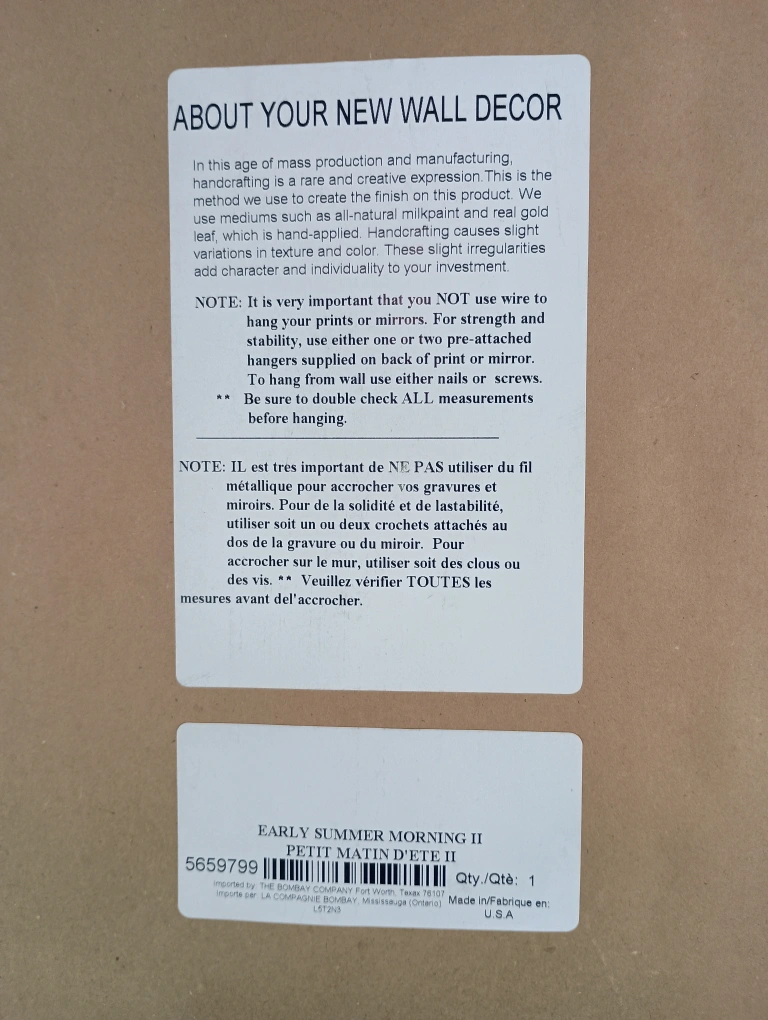 ABOUT YOUR NEW WALL DECOR
In this age of mass production and manufacturing,
handcrafting is a rare and creative expression.This is the
method we use to create the finish on this product. We
use mediums such as all-natural milkpaint and real gold
leaf, which is hand-applied. Handcrafting causes slight
variations in texture and color. These slight irregularities
add character and individuality to your investment.
NOTE: It is very important that you NOT use wire to
hang your prints or mirrors. For strength and
stability, use either one or two pre-attached
hangers supplied on back of print or mirror.
To hang from wall use either nails or screws.
** Be sure to double check ALL measurements
before hanging.
NOTE: IL est tres important de NE PAS utiliser du fil
métallique pour accrocher vos gravures et
miroirs. Pour de la solidité et de lastabilité,
utiliser soit un ou deux crochets attachés au
dos de la gravure ou du miroir. Pour
accrocher sur le mur, utiliser soit des clous ou
des vis. ** Veuillez vérifier TOUTES les
mesures avant del'accrocher.
EARLY SUMMER MORNING II
PETIT MATIN D'ETE II
5659799
Qty./Qtè: 1
Imported by: THE BOMBAY COMPANY Fort Worth, Texax 76107
Importe par: LA COMPAGNIE BOMBAY, Mississauga (Ontario)
L5T2N3
Made in/Fabrique en:
U.S.A